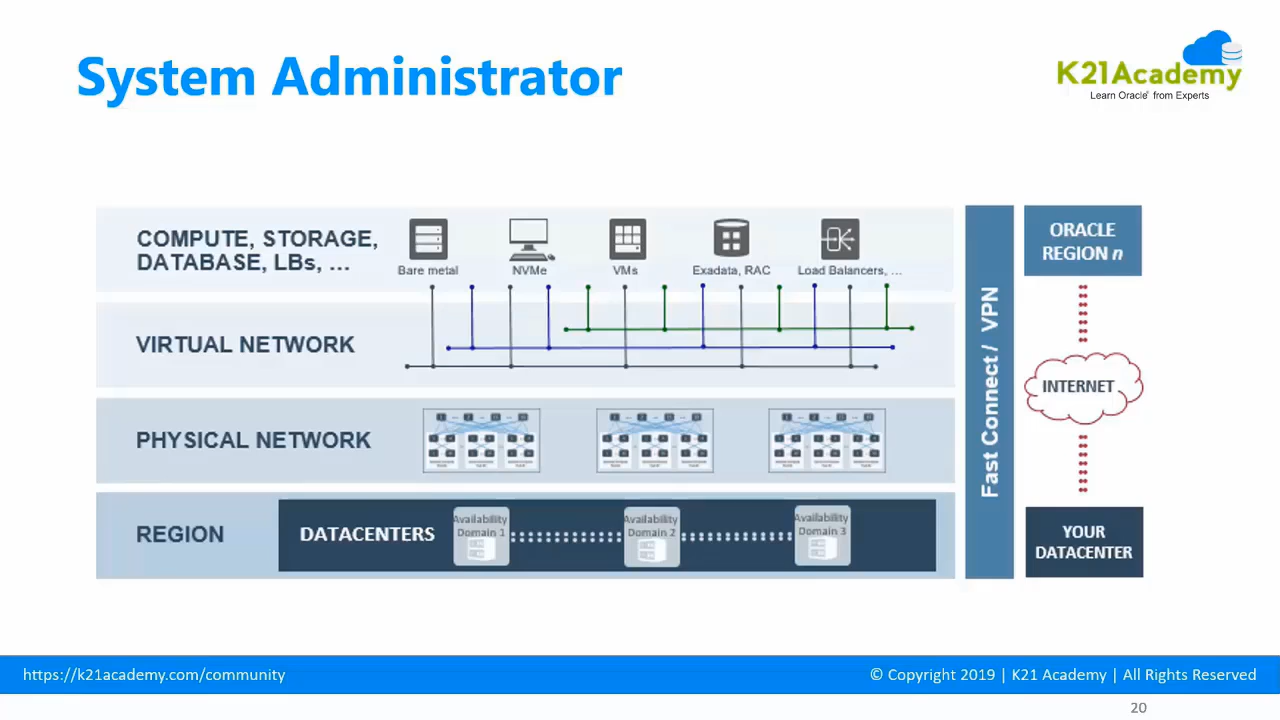 System Administrator
K21Academy
Learn Oracle from Experts
COMPUTE, STORAGE,
DATABASE, LBs, ...
Bare metal
NVMe
VMs
Exadata, RAC
Load Balancers, ...
VIRTUAL NETWORK
PHYSICAL NETWORK
REGION
DATACENTERS
Availability
Domain 1
Availability
Domain 2
Availability
Domain 3
Fast Connect / VPN
ORACLE
REGION n
INTERNET
YOUR
DATACENTER
https://k21academy.com/community
© Copyright 2019 | K21 Academy | All Rights Reserved
20